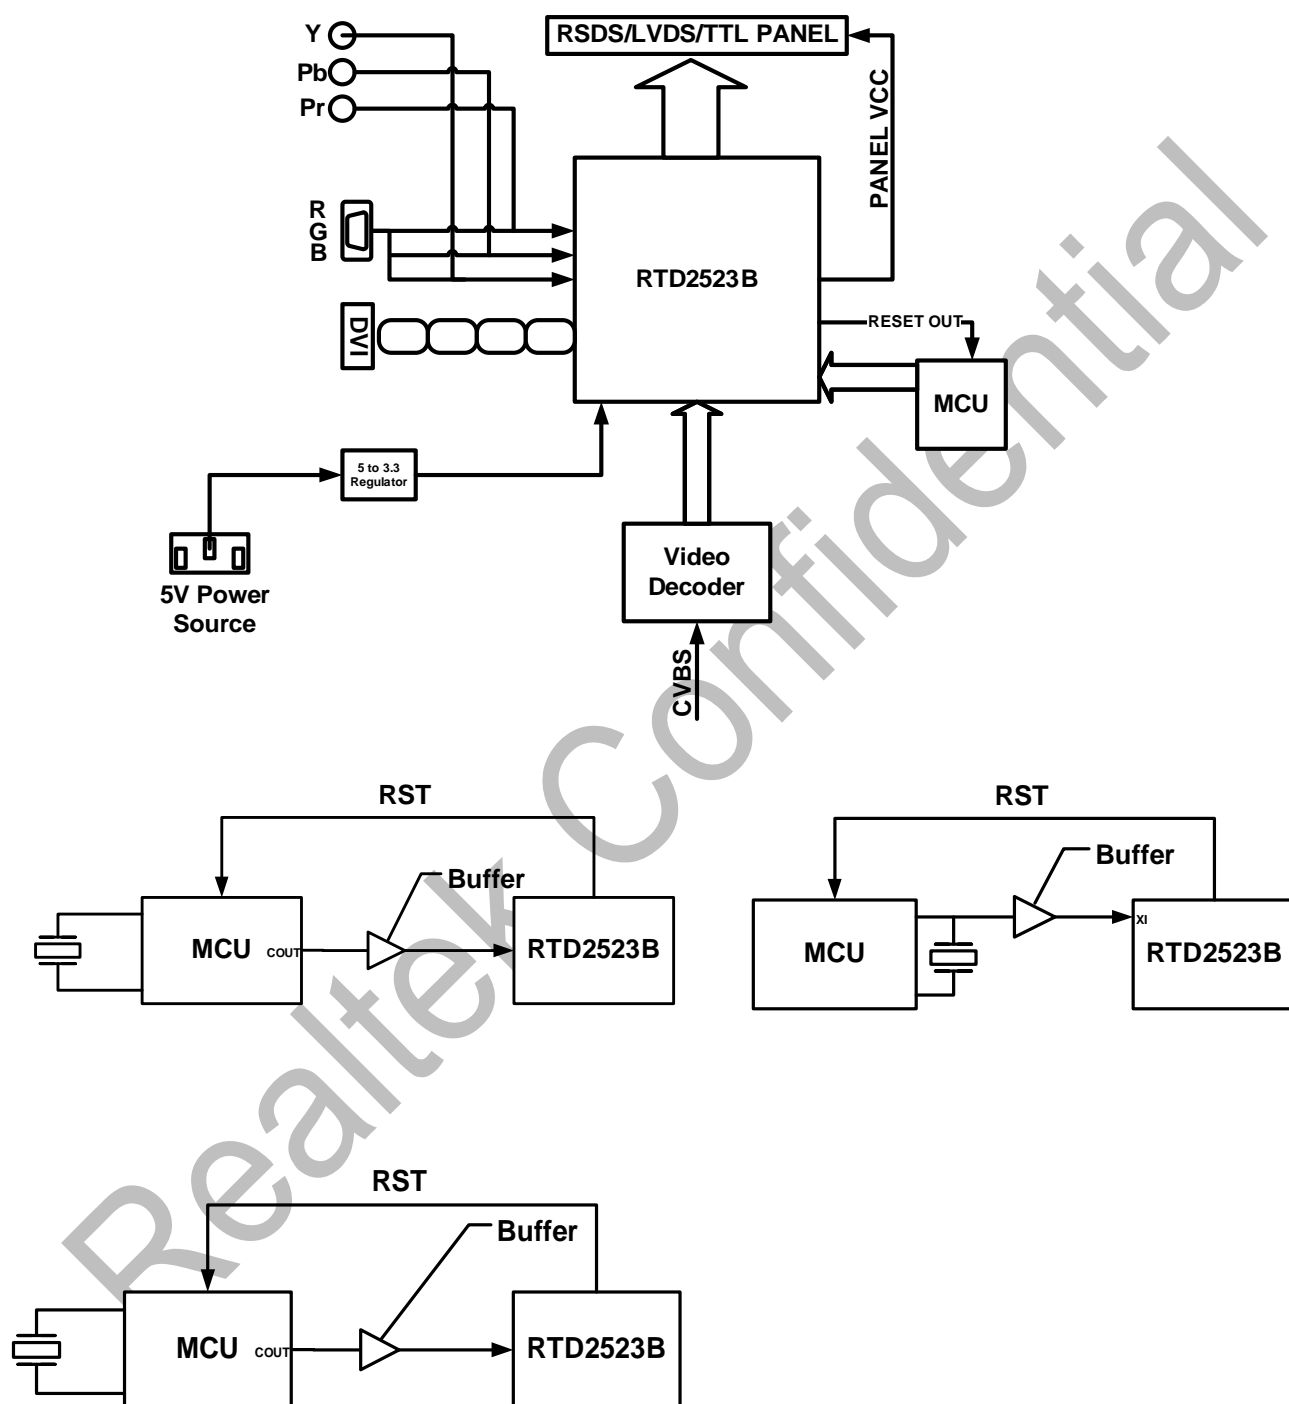 Y
RSDS/LVDS/TTL PANEL
Pb
Pr
PANEL VCC
R
G
B
RTD2523B
DVI
RESET OUT
MCU
5 to 3.3
Regulator
5V Power
Source
Video
Decoder
CVBS
RST
Buffer
MCU
COUT
RTD2523B
RST
Buffer
MCU
XI
RTD2523B
RST
Buffer
MCU
COUT
RTD2523B
Realtek Confidential